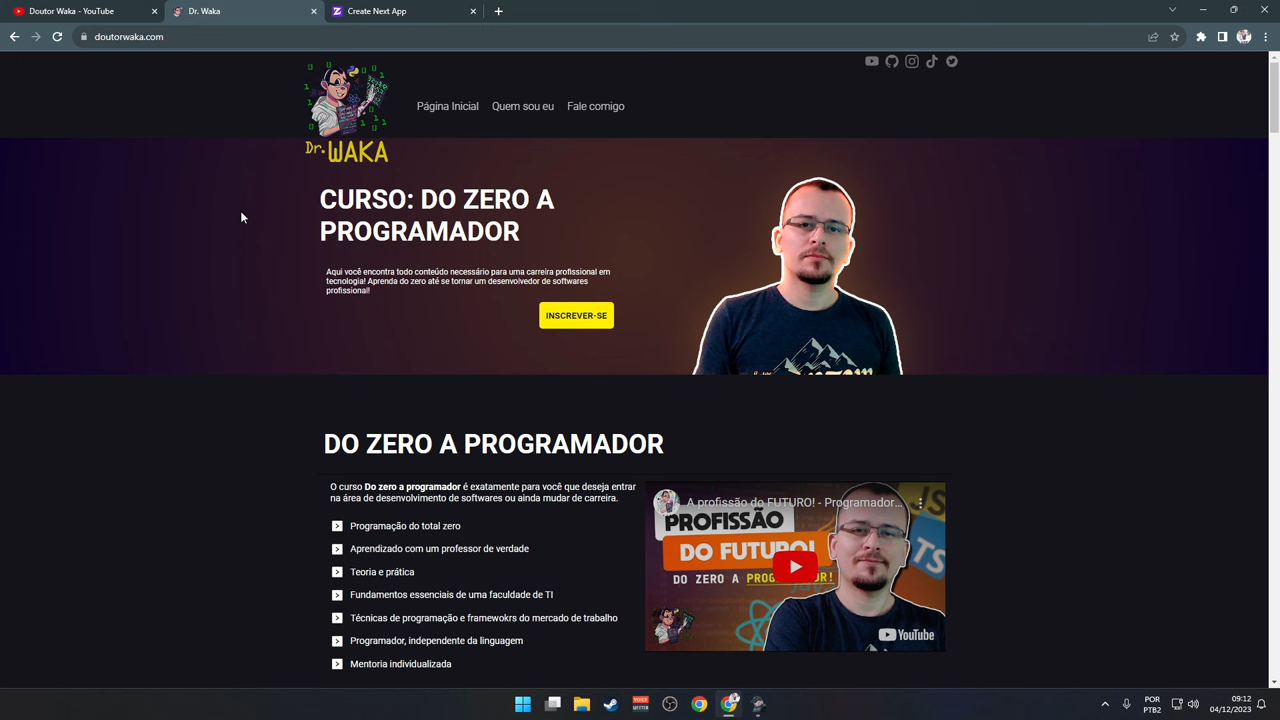 Doutor Waka - YouTube
Dr. Waka
Create Next App
doutorwaka.com
Dr. WAKA
Página Inicial
Quem sou eu
Fale comigo
CURSO: DO ZERO A
PROGRAMADOR
Aqui você encontra todo conteúdo necessário para uma carreira profissional em
tecnologia! Aprenda do zero até se tornar um desenvolvedor de softwares
profissional!
INSCREVER-SE
DO ZERO A PROGRAMADOR
O curso Do zero a programador é exatamente para você que deseja entrar
na área de desenvolvimento de softwares ou ainda mudar de carreira.
Programação do total zero
Aprendizado com um professor de verdade
Teoria e prática
Fundamentos essenciais de uma faculdade de TI
Técnicas de programação e framewokrs do mercado de trabalho
Programador, independente da linguagem
Mentoria individualizada
A profissão do FUTURO! - Programador...
PROFISSÃO
DO FUTURO!
DO ZERO A PROGRAMADOR!
JS
TS
YouTube
POR
PTB2
09:12
04/12/2023